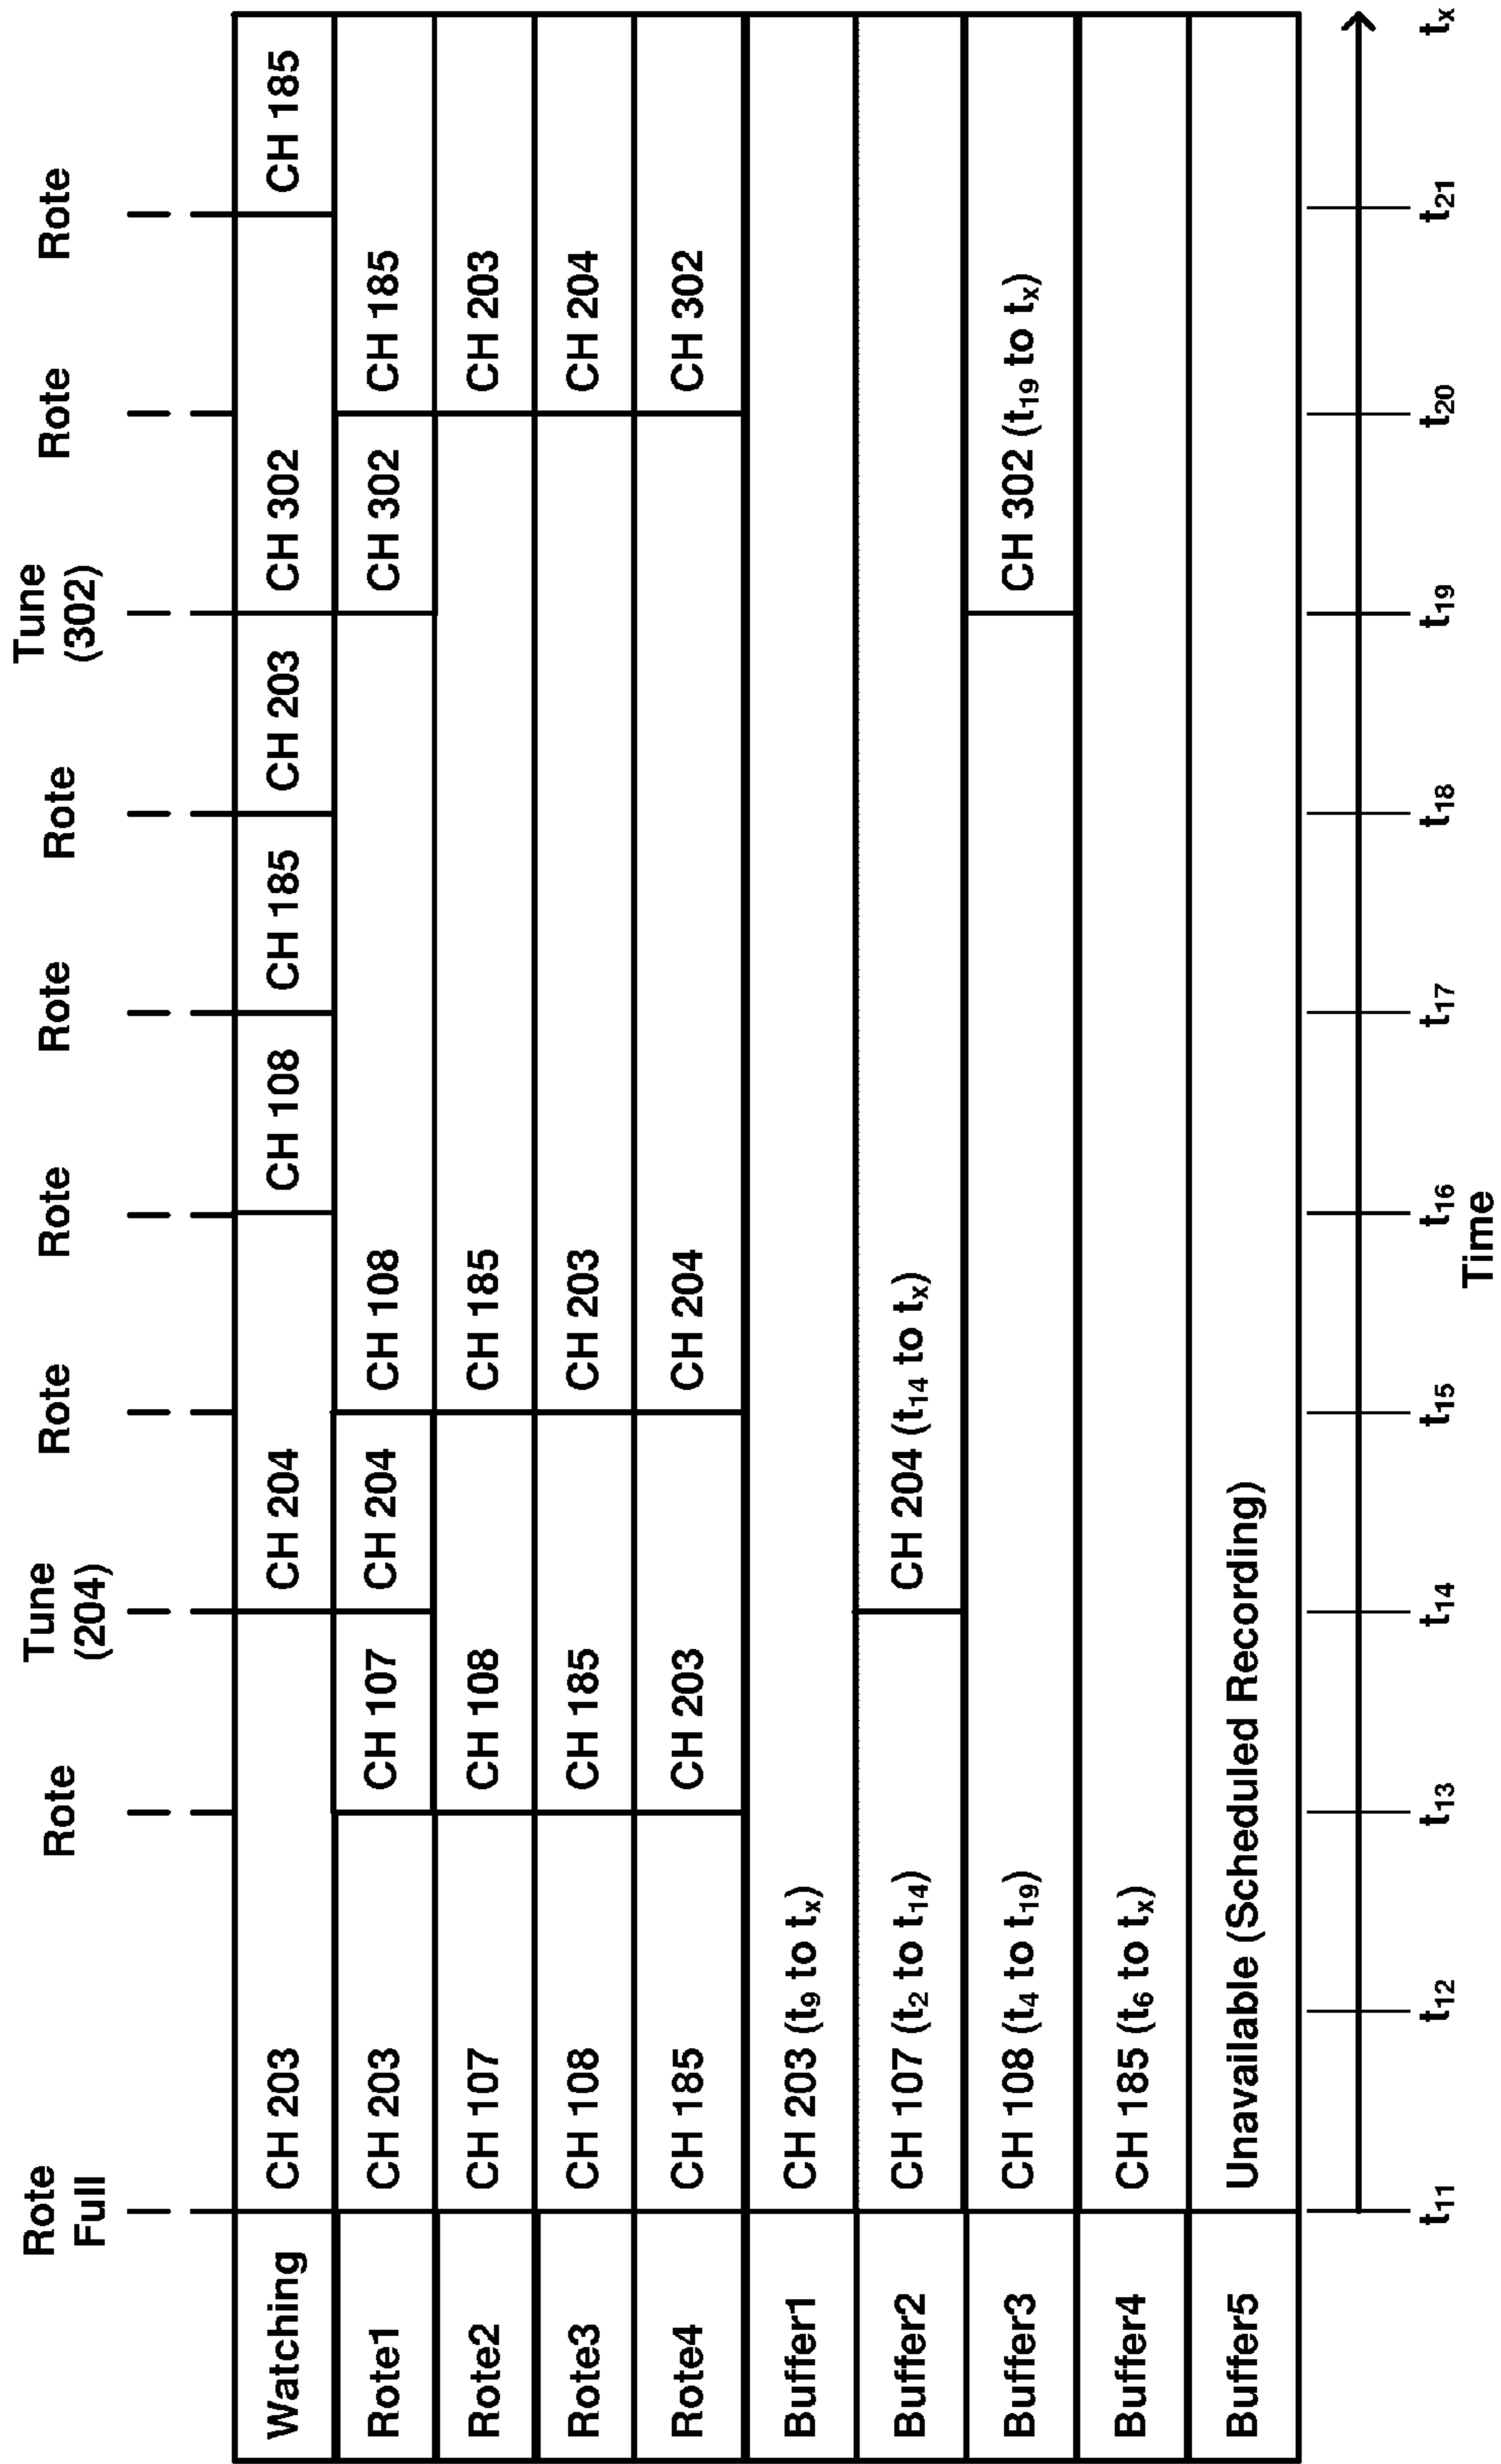 Rote
Full
Rote
Tune
(204)
Rote
Rote
Rote
Rote
Tune
(302)
Rote
Rote
Watching
CH 203
CH 204
CH 108
CH 185
CH 203
CH 302
CH 185
Rote1
CH 203
CH 107
CH 204
CH 108
CH 302
CH 185
Rote2
CH 107
CH 108
CH 185
CH 203
Rote3
CH 108
CH 185
CH 203
CH 204
Rote4
CH 185
CH 203
CH 204
CH 302
Buffer1
CH 203 (t9 to tx)
Buffer2
CH 107 (t2 to t14)
CH 204 (t14 to tx)
Buffer3
CH 108 (t4 to t19)
CH 302 (t19 to tx)
Buffer4
CH 185 (t6 to tx)
Buffer5
Unavailable (Scheduled Recording)
t11
t12
t13
t14
t15
t16
t17
t18
t19
t20
t21
tx
Time